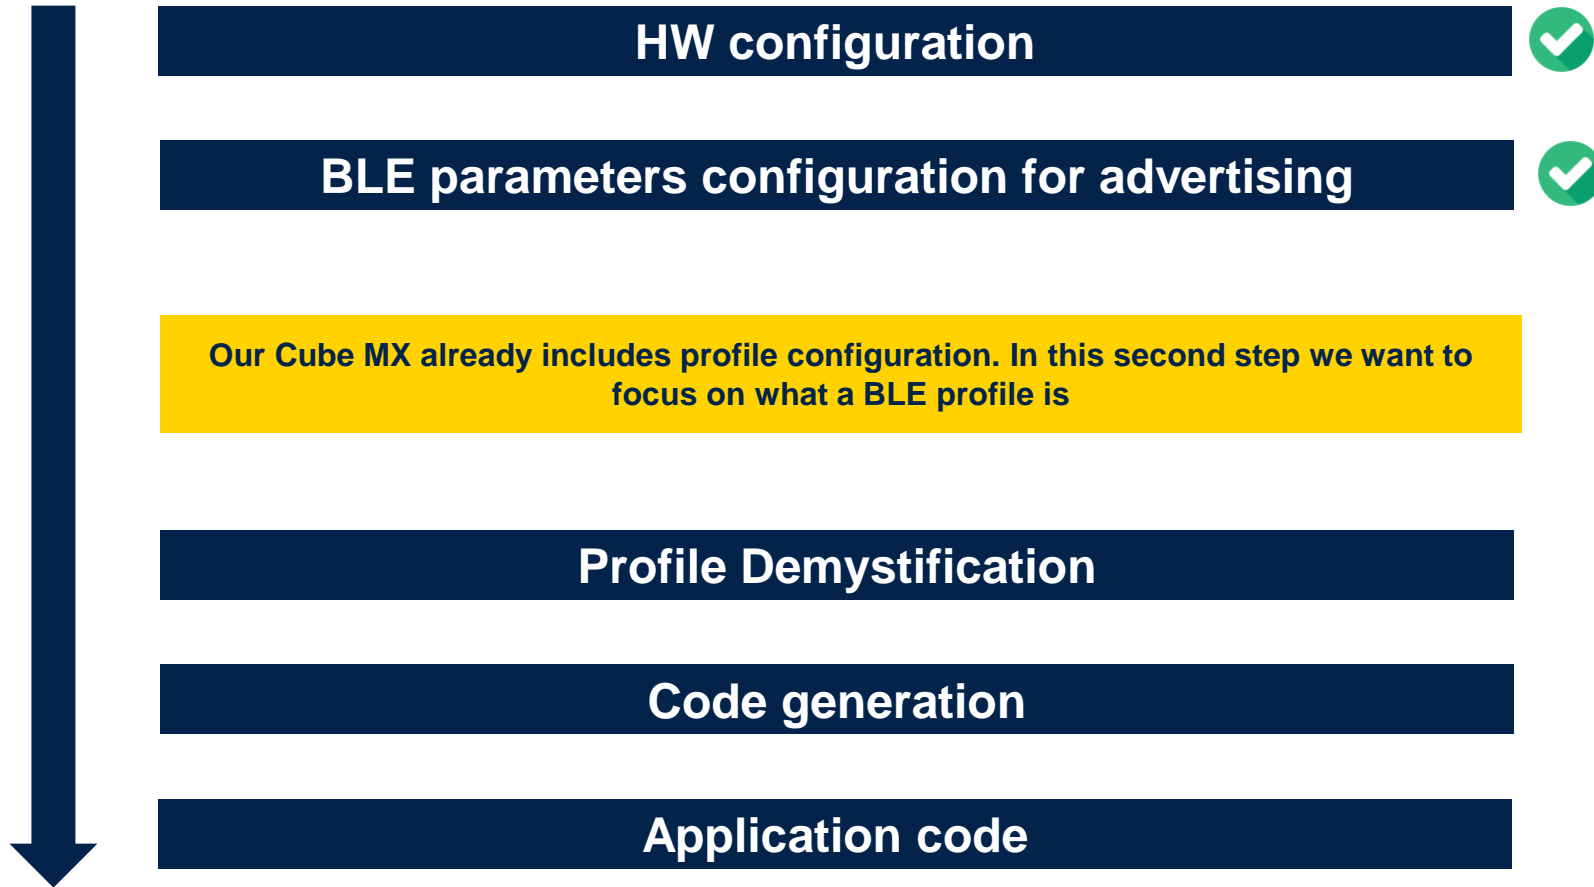 HW configuration
BLE parameters configuration for advertising
Our Cube MX already includes profile configuration. In this second step we want to
focus on what a BLE profile is
Profile Demystification
Code generation
Application code